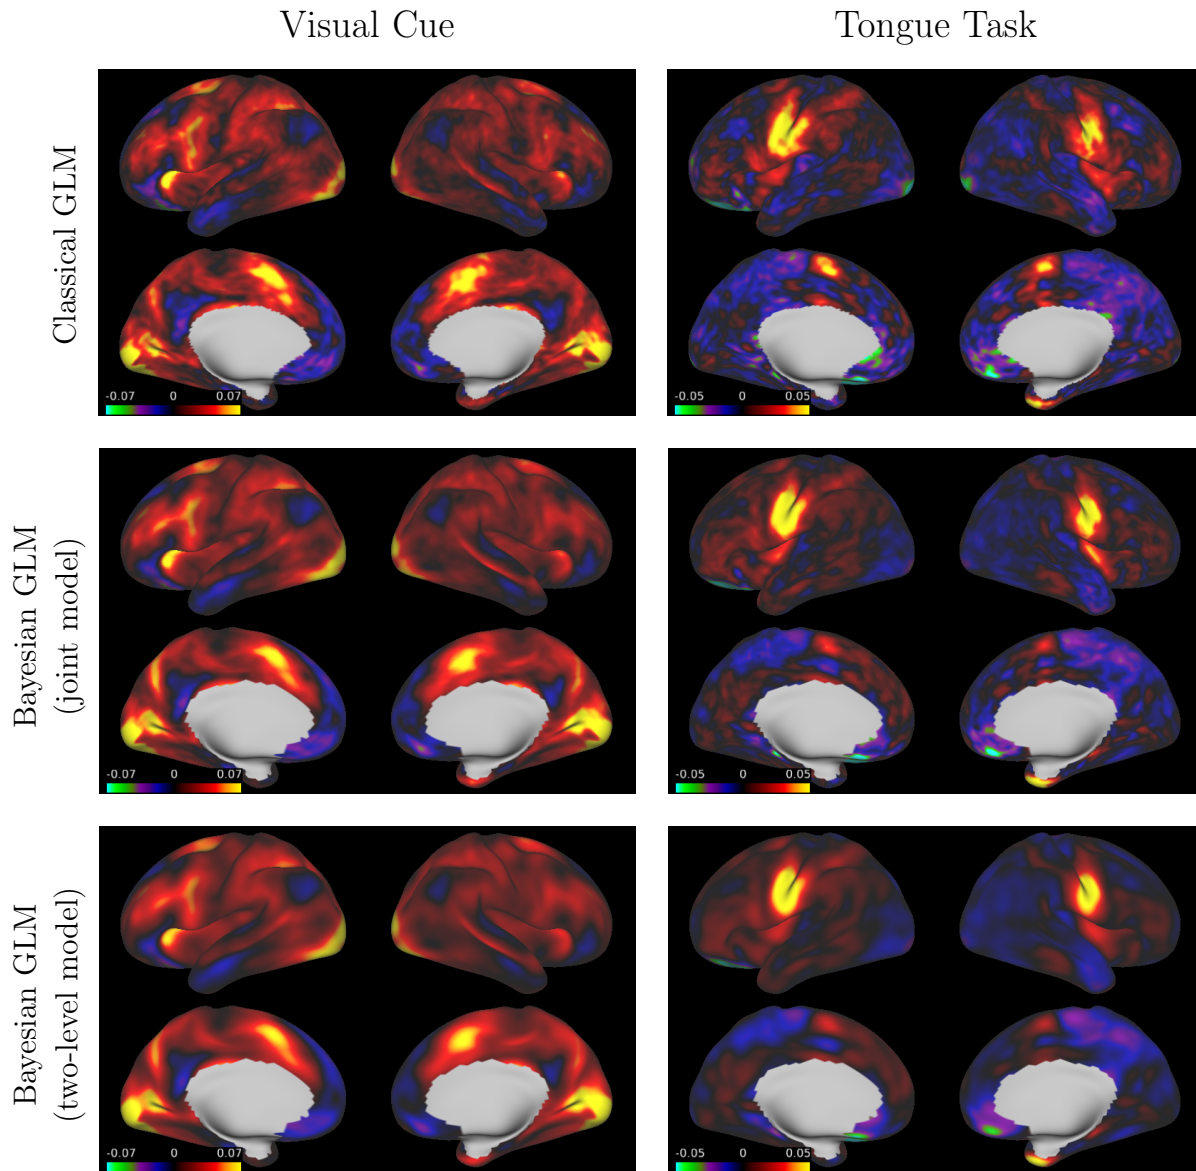 Visual Cue
Tongue Task
Classical GLM
-0.07 0 0.07
-0.05 0 0.05
Bayesian GLM
(joint model)
-0.07 0 0.07
-0.05 0 0.05
Bayesian GLM
(two-level model)
-0.07 0 0.07
-0.05 0 0.05